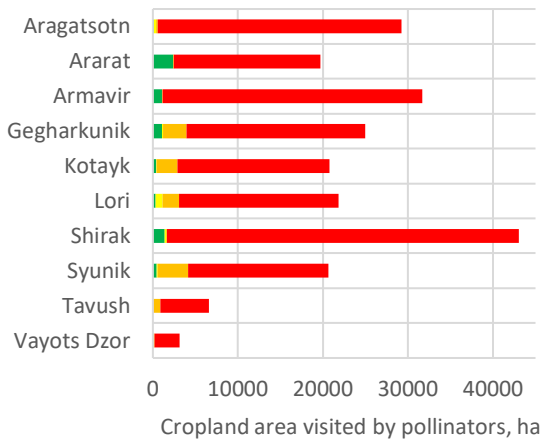 Aragatsotn
Ararat
Armavir
Gegharkunik
Kotayk
Lori
Shirak
Syunik
Tavush
Vayots Dzor
0 10000 20000 30000 40000
Cropland area visited by pollinators, ha